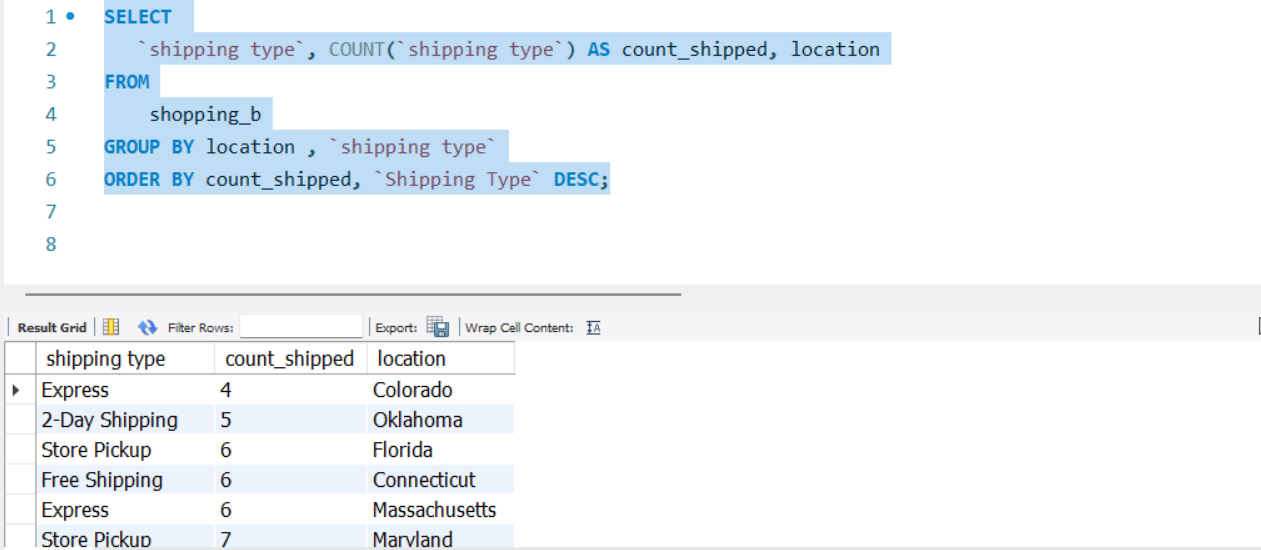 1 SELECT
2 `shipping type`, COUNT(`shipping type`) AS count_shipped, location
3 FROM
4 shopping_b
5 GROUP BY location , `shipping type`
6 ORDER BY count_shipped, `Shipping Type` DESC;
7
8
Result Grid Filter Rows: Export: Wrap Cell Content: IA
shipping type count_shipped location
Express 4 Colorado
2-Day Shipping 5 Oklahoma
Store Pickup 6 Florida
Free Shipping 6 Connecticut
Express 6 Massachusetts
Store Pickup 7 Maryland